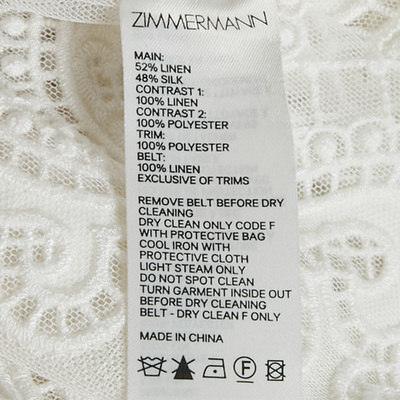 ZIMMERMANN
MAIN:
52% LINEN
48% SILK
CONTRAST 1:
100% LINEN
CONTRAST 2:
100% POLYESTER
TRIM:
100% POLYESTER
BELT:
100% LINEN
EXCLUSIVE OF TRIMS
REMOVE BELT BEFORE DRY
CLEANING
DRY CLEAN ONLY CODE F
WITH PROTECTIVE BAG
COOL IRON WITH
PROTECTIVE CLOTH
LIGHT STEAM ONLY
DO NOT SPOT CLEAN
TURN GARMENT INSIDE OUT
BEFORE DRY CLEANING
BELT - DRY CLEAN F ONLY
MADE IN CHINA
F